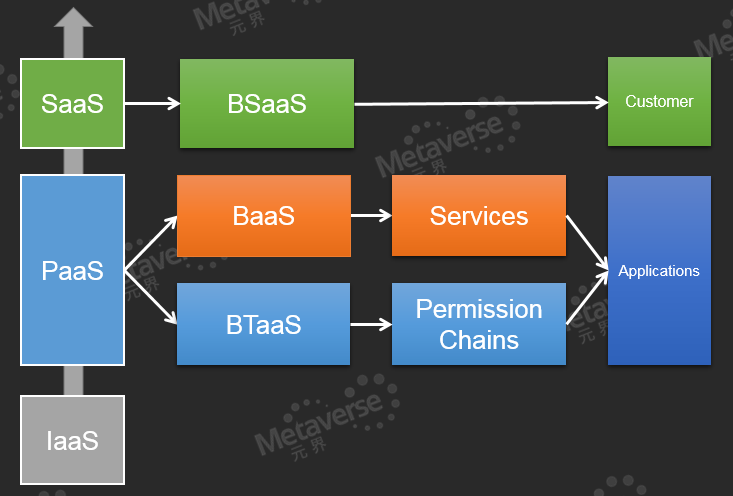 Metaverse
元界
Metaverse
SaaS
BSaaS
Customer
Metaverse
元界
BaaS
Services
PaaS
Applications
BTaaS
Permission
Chains
元界
元界
IaaS
Metaverse
元界